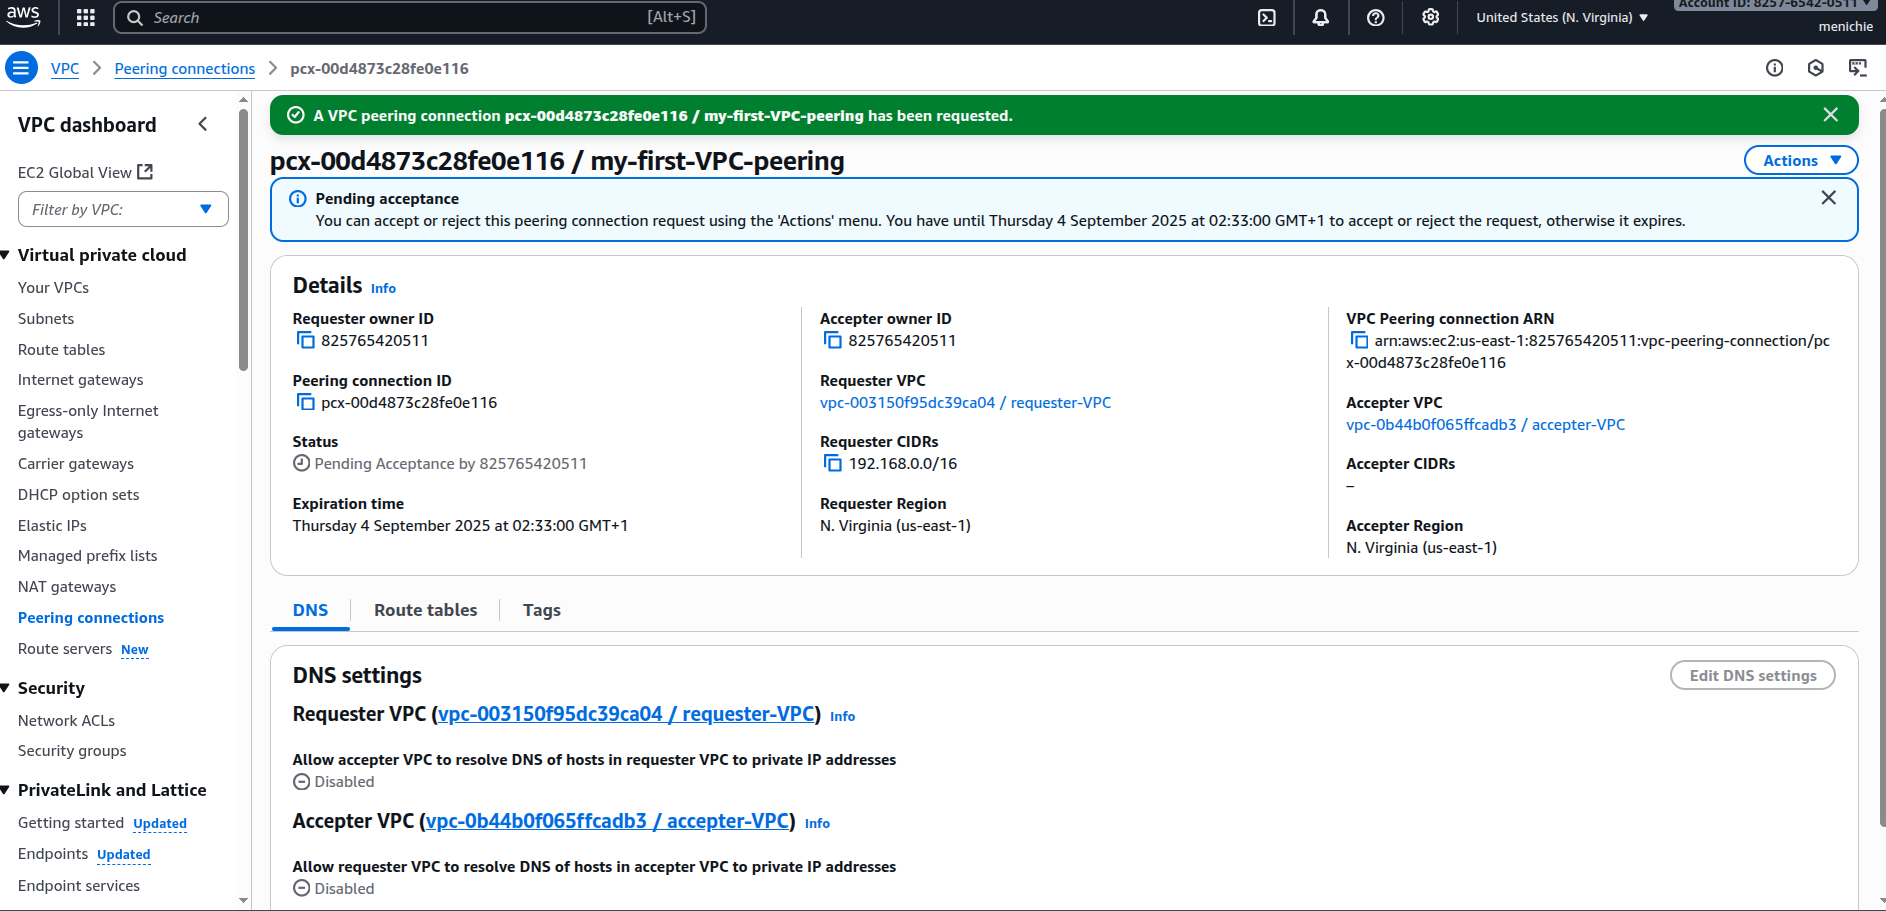 aws
Search [Alt+S]
United States (N. Virginia)
Account ID: 8257-6542-0511
menichie
VPC
Peering connections
pcx-00d4873c28fe0e116
VPC dashboard
EC2 Global View
Filter by VPC:
Virtual private cloud
Your VPCs
Subnets
Route tables
Internet gateways
Egress-only Internet
gateways
Carrier gateways
DHCP option sets
Elastic IPs
Managed prefix lists
NAT gateways
Peering connections
Route servers New
Security
Network ACLs
Security groups
PrivateLink and Lattice
Getting started Updated
Endpoints Updated
Endpoint services
A VPC peering connection pcx-00d4873c28fe0e116 / my-first-VPC-peering has been requested.
pcx-00d4873c28fe0e116 / my-first-VPC-peering
Actions
Pending acceptance
You can accept or reject this peering connection request using the 'Actions' menu. You have until Thursday 4 September 2025 at 02:33:00 GMT+1 to accept or reject the request, otherwise it expires.
Details Info
Requester owner ID
825765420511
Peering connection ID
pcx-00d4873c28fe0e116
Status
Pending Acceptance by 825765420511
Expiration time
Thursday 4 September 2025 at 02:33:00 GMT+1
Accepter owner ID
825765420511
Requester VPC
vpc-003150f95dc39ca04 / requester-VPC
Requester CIDRs
192.168.0.0/16
Requester Region
N. Virginia (us-east-1)
VPC Peering connection ARN
arn:aws:ec2:us-east-1:825765420511:vpc-peering-connection/pc
x-00d4873c28fe0e116
Accepter VPC
vpc-0b44b0f065ffcadb3 / accepter-VPC
Accepter CIDRs
–
Accepter Region
N. Virginia (us-east-1)
DNS
Route tables
Tags
DNS settings
Edit DNS settings
Requester VPC (vpc-003150f95dc39ca04 / requester-VPC) Info
Allow accepter VPC to resolve DNS of hosts in requester VPC to private IP addresses
Disabled
Accepter VPC (vpc-0b44b0f065ffcadb3 / accepter-VPC) Info
Allow requester VPC to resolve DNS of hosts in accepter VPC to private IP addresses
Disabled